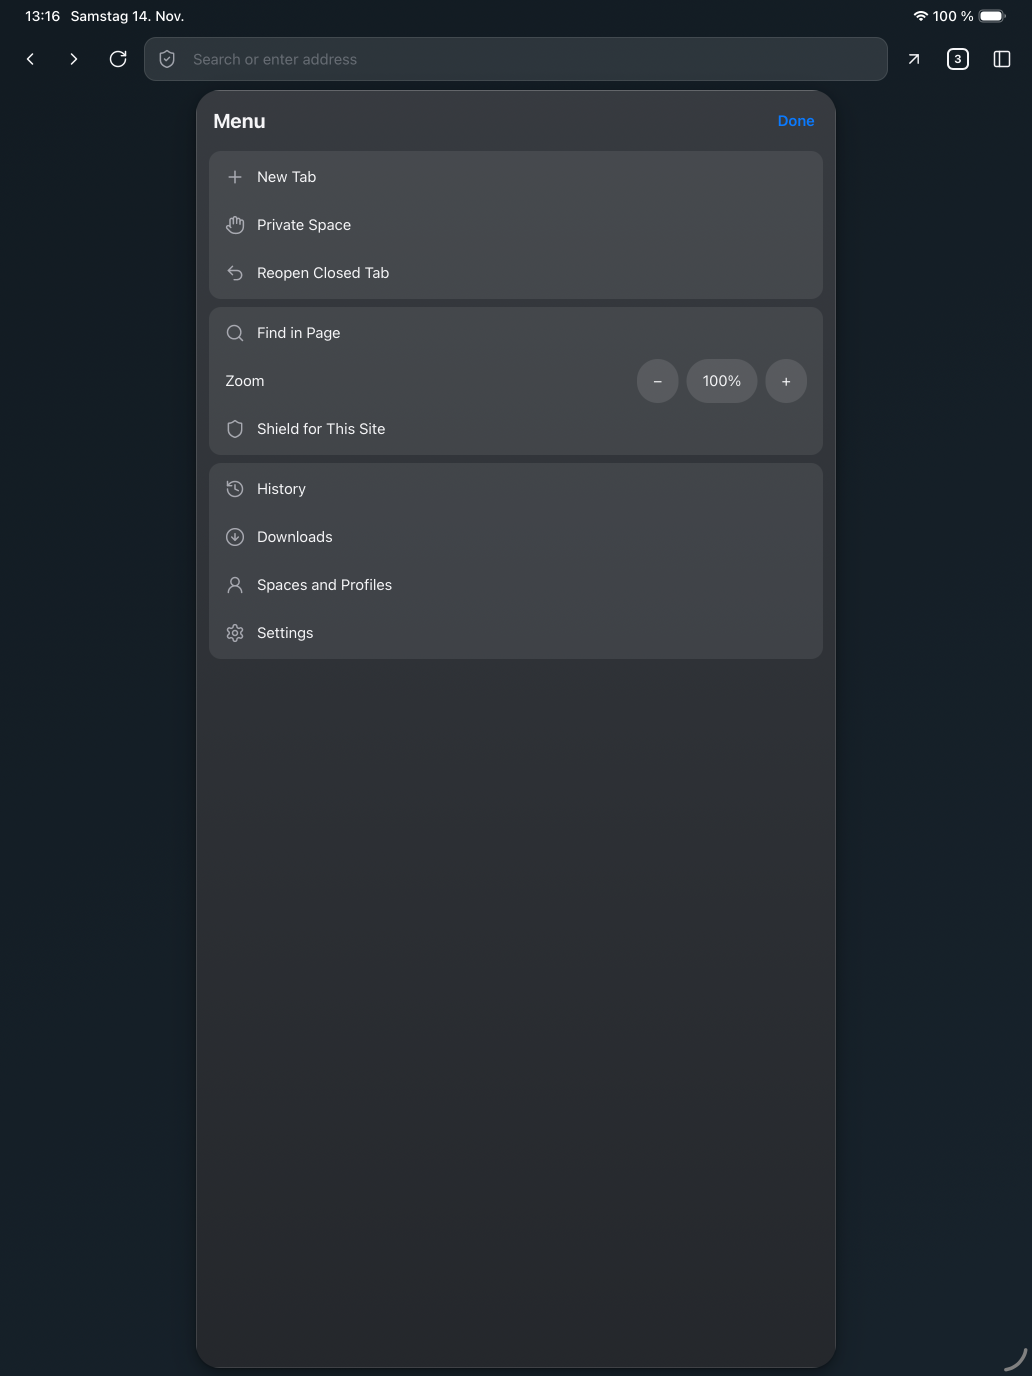 13:16 Samstag 14. Nov. 100 %
Search or enter address
3
Menu
Done
New Tab
Private Space
Reopen Closed Tab
Find in Page
Zoom − 100% +
Shield for This Site
History
Downloads
Spaces and Profiles
Settings